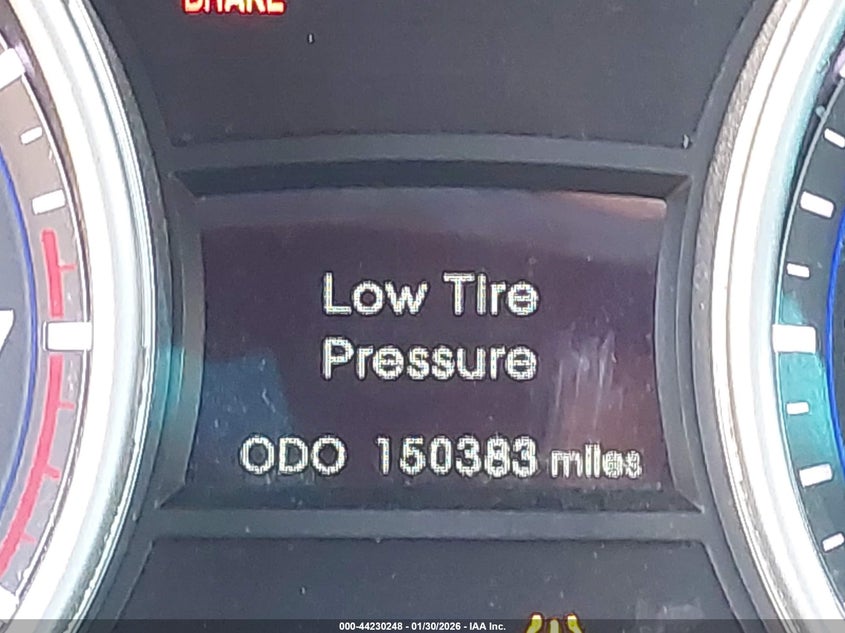 BRAKE
Low Tire
Pressure
ODO 150383 miles
000-44230248 - 01/30/2026 - IAA Inc.